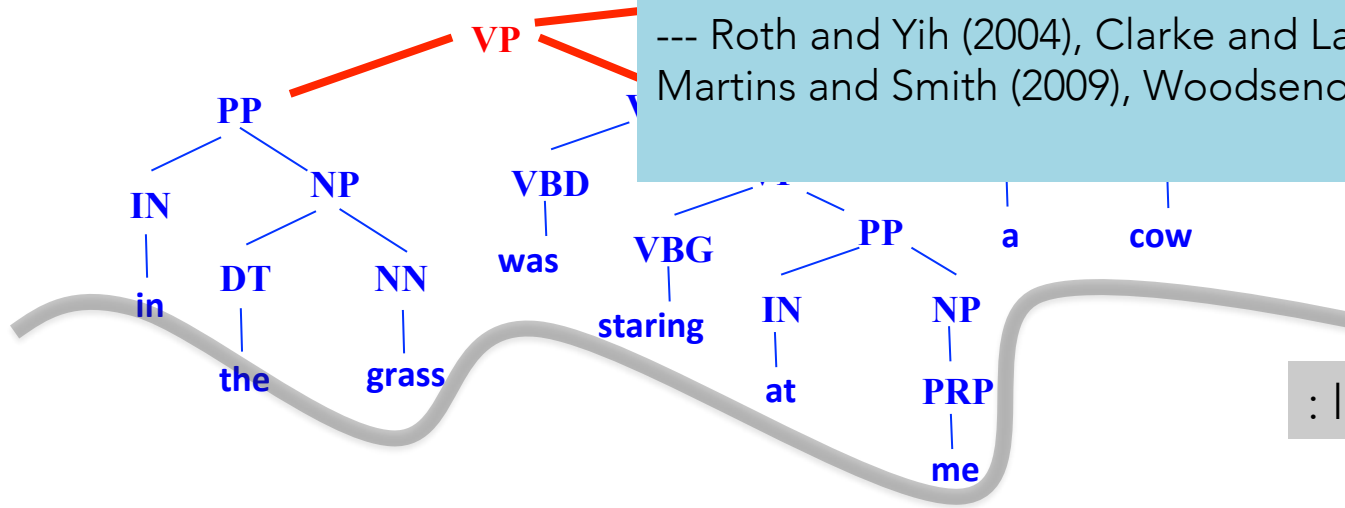 --- Roth and Yih (2004), Clarke and La
VP
Martins and Smith (2009), Woodsend
PP
VBD
NP
IN
PP
a
cow
VBG
was
DT
NN
in
IN
NP
staring
the
grass
at
PRP
: l
me